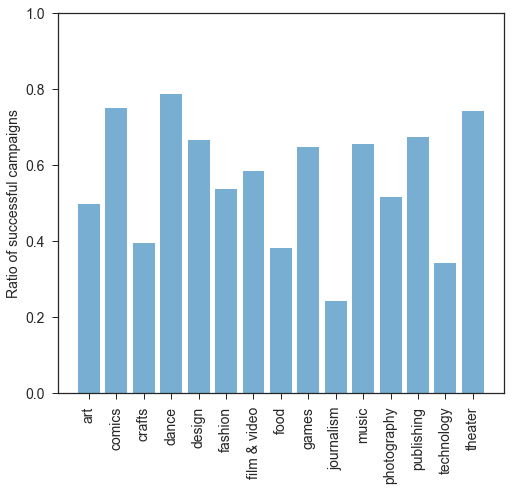 Ratio of successful campaigns
1.0
0.8
0.6
0.4
0.2
0.0
art
comics
crafts
dance
design
fashion
film & video
food
games
journalism
music
photography
publishing
technology
theater